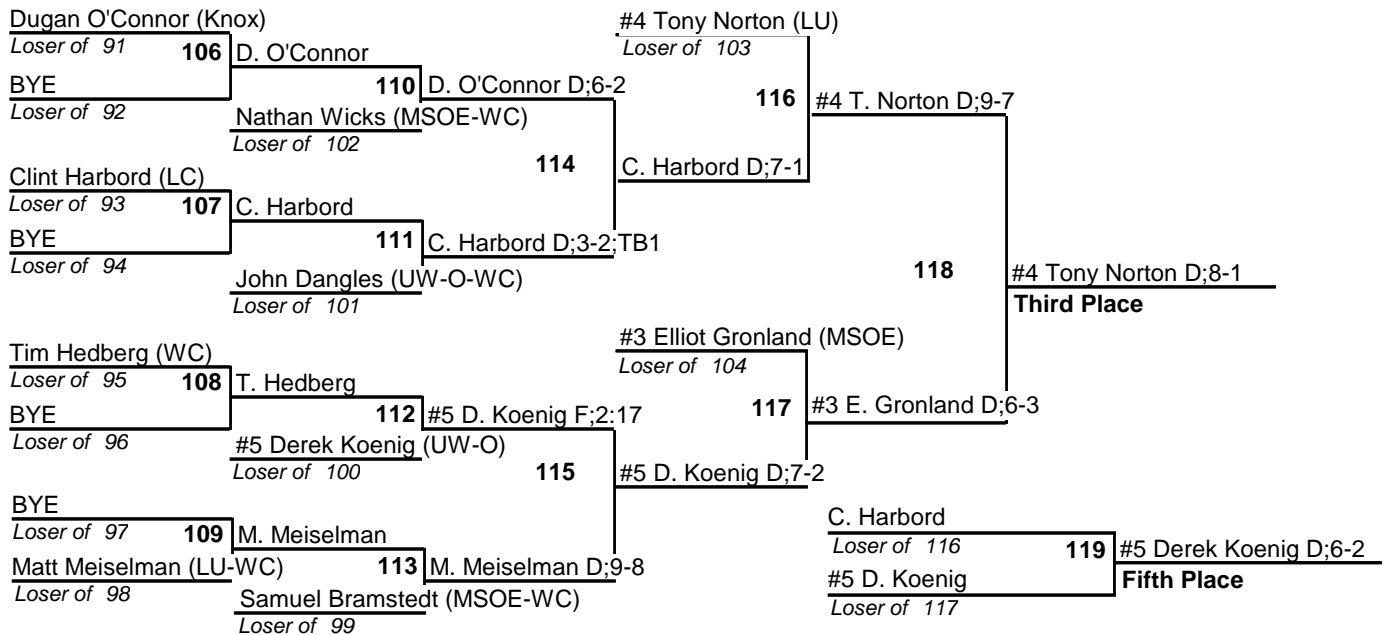 Dugan O'Connor (Knox)
Loser of 91
106
D. O'Connor
BYE
Loser of 92
110
D. O'Connor D;6-2
Nathan Wicks (MSOE-WC)
Loser of 102
Clint Harbord (LC)
Loser of 93
107
C. Harbord
BYE
Loser of 94
111
C. Harbord D;3-2;TB1
John Dangles (UW-O-WC)
Loser of 101
114
C. Harbord D;7-1
#4 Tony Norton (LU)
Loser of 103
116
#4 T. Norton D;9-7
Tim Hedberg (WC)
Loser of 95
108
T. Hedberg
BYE
Loser of 96
112
#5 D. Koenig F;2:17
#5 Derek Koenig (UW-O)
Loser of 100
BYE
Loser of 97
109
M. Meiselman
Matt Meiselman (LU-WC)
Loser of 98
113
M. Meiselman D;9-8
Samuel Bramstedt (MSOE-WC)
Loser of 99
115
#5 D. Koenig D;7-2
#3 Elliot Gronland (MSOE)
Loser of 104
117
#3 E. Gronland D;6-3
118
#4 Tony Norton D;8-1
Third Place
C. Harbord
Loser of 116
119
#5 Derek Koenig D;6-2
#5 D. Koenig
Fifth Place
Loser of 117